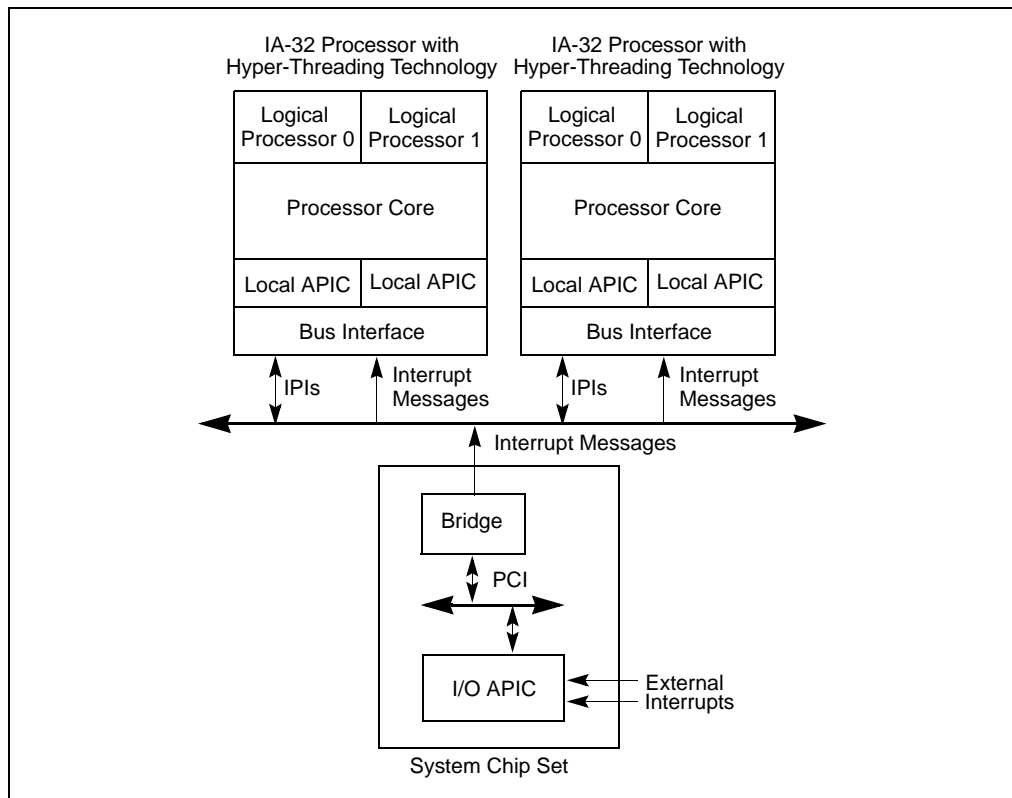 IA-32 Processor with
Hyper-Threading Technology
IA-32 Processor with
Hyper-Threading Technology
Logical
Processor 0
Logical
Processor 1
Logical
Processor 0
Logical
Processor 1
Processor Core
Processor Core
Local APIC
Local APIC
Local APIC
Local APIC
Bus Interface
Bus Interface
IPIs
Interrupt
Messages
IPIs
Interrupt
Messages
Interrupt Messages
Bridge
PCI
I/O APIC
External
Interrupts
System Chip Set